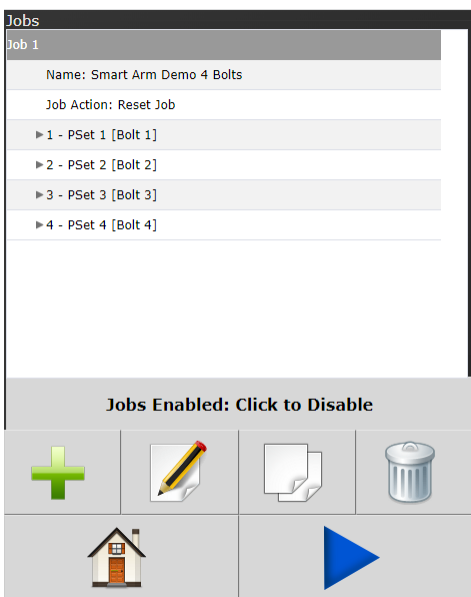 Jobs
Job 1
Name: Smart Arm Demo 4 Bolts
Job Action: Reset Job
1 - PSet 1 [Bolt 1]
2 - PSet 2 [Bolt 2]
3 - PSet 3 [Bolt 3]
4 - PSet 4 [Bolt 4]
Jobs Enabled: Click to Disable